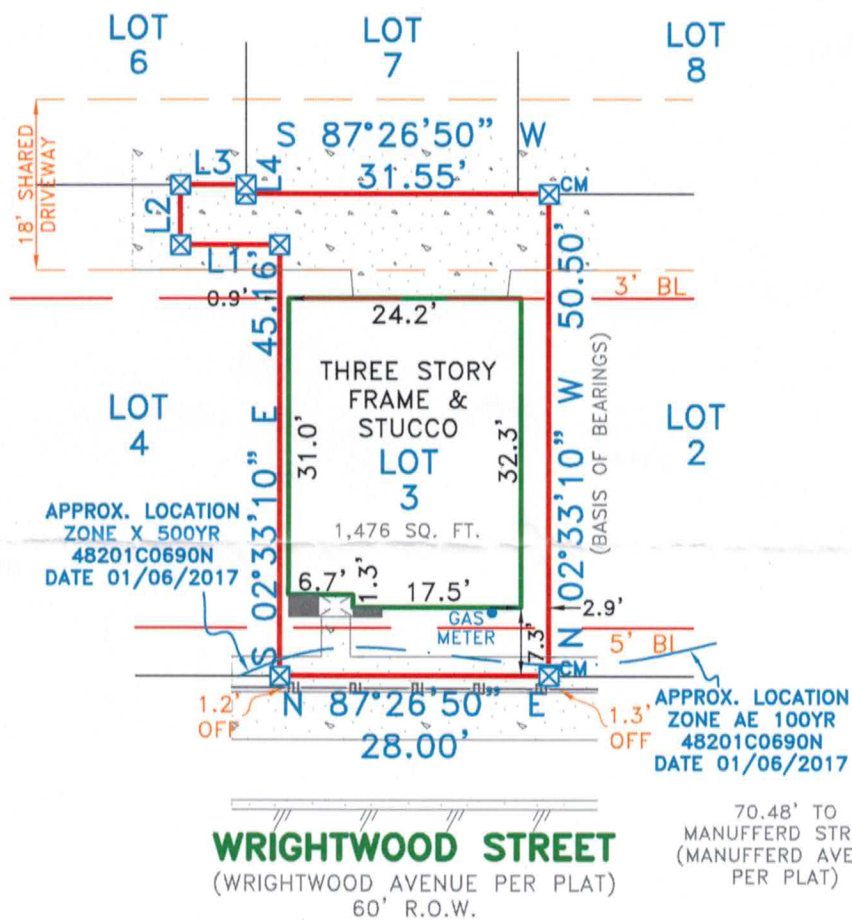 LOT
6
LOT
7
LOT
8
18' SHARED
DRIVEWAY
S 87°26'50" W
31.55'
L3
L4
CM
L2
L1
S 02°33'10" E 45.16'
0.9'
24.2'
3' BL
N 02°33'10" W 50.50'
(BASIS OF BEARINGS)
THREE STORY
FRAME &
STUCCO
LOT
3
1,476 SQ. FT.
31.0'
32.3'
LOT
4
LOT
2
APPROX. LOCATION
ZONE X 500YR
48201C0690N
DATE 01/06/2017
6.7'
1.3'
17.5'
GAS
METER
2.9'
7.3'
5' BL
CM
1.2'
OFF
N 87°26'50" E
28.00'
1.3'
OFF
APPROX. LOCATION
ZONE AE 100YR
48201C0690N
DATE 01/06/2017
70.48' TO
MANUFFERD STR
(MANUFFERD AVE
PER PLAT)
WRIGHTWOOD STREET
(WRIGHTWOOD AVENUE PER PLAT)
60' R.O.W.